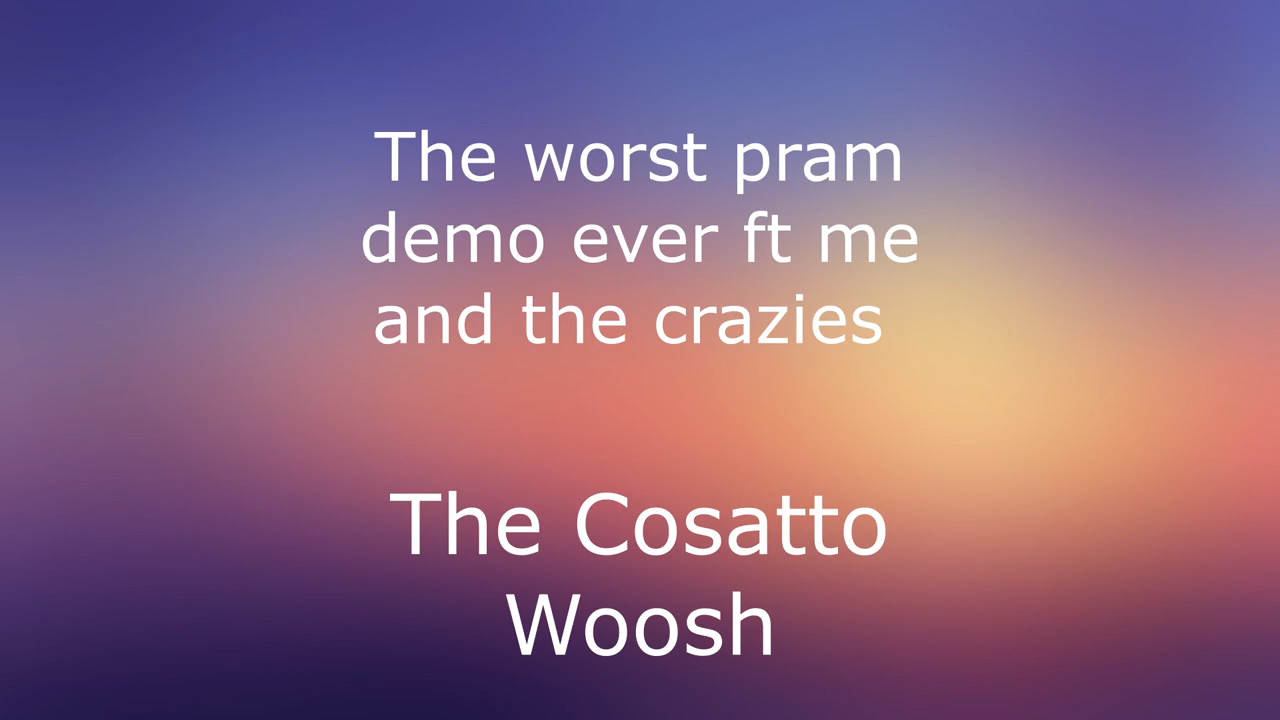 The worst pram
demo ever ft me
and the crazies
The Cosatto
Woosh